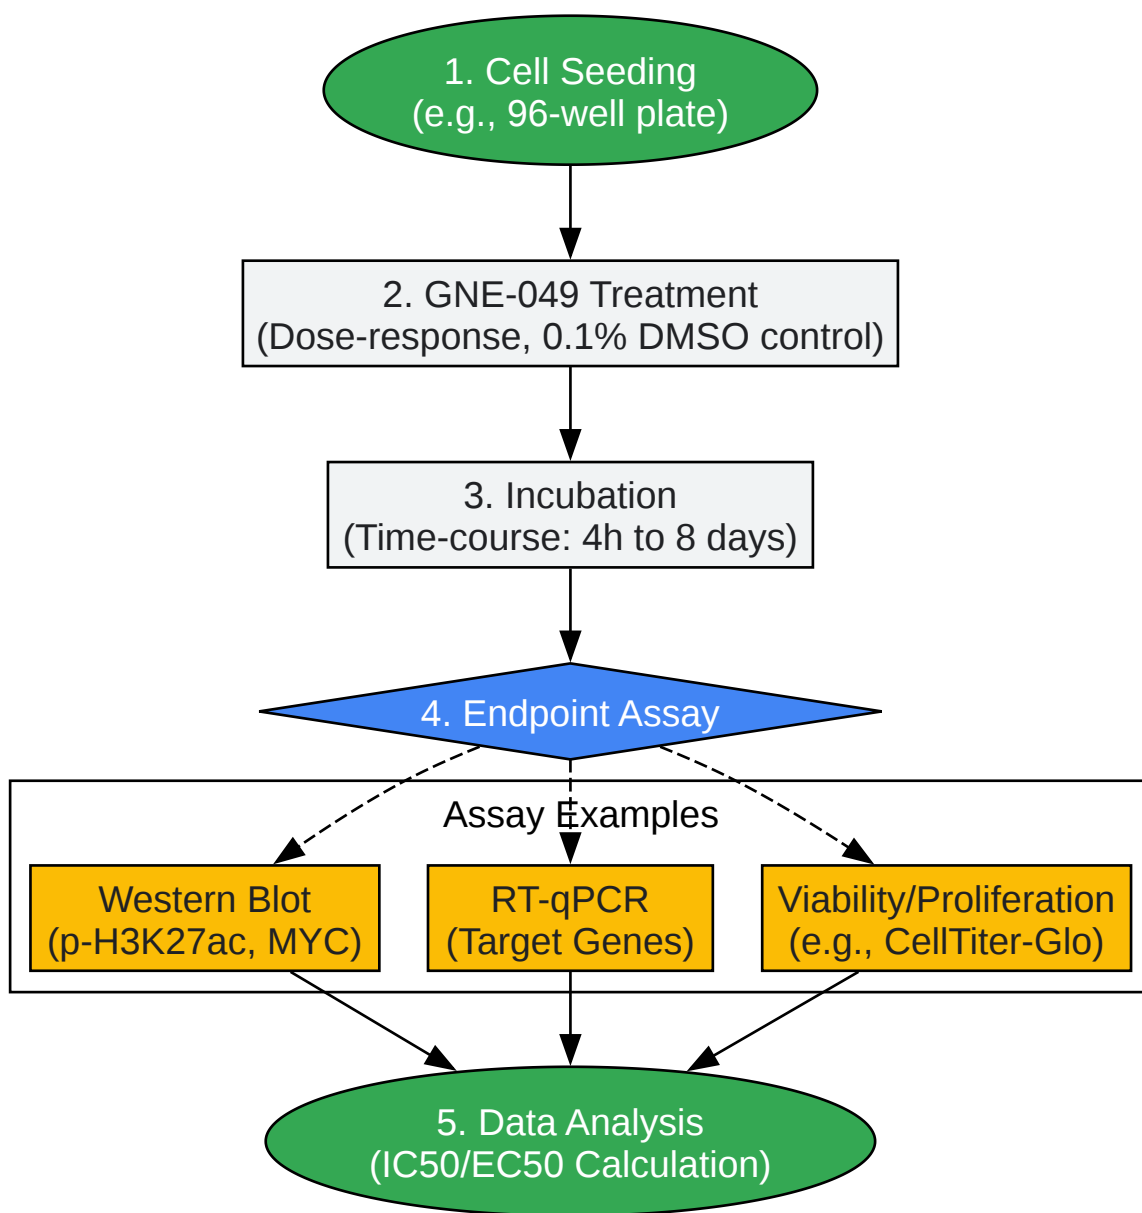 1. Cell Seeding
(e.g., 96-well plate)
2. GNE-049 Treatment
(Dose-response, 0.1% DMSO control)
3. Incubation
(Time-course: 4h to 8 days)
4. Endpoint Assay
Assay Examples
Western Blot
(p-H3K27ac, MYC)
RT-qPCR
(Target Genes)
Viability/Proliferation
(e.g., CellTiter-Glo)
5. Data Analysis
(IC50/EC50 Calculation)